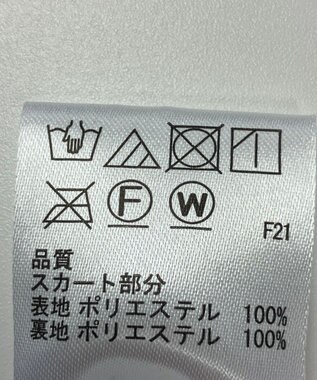 F W
F21
品質
スカート部分
表地 ポリエステル 100%
裏地 ポリエステル 100%